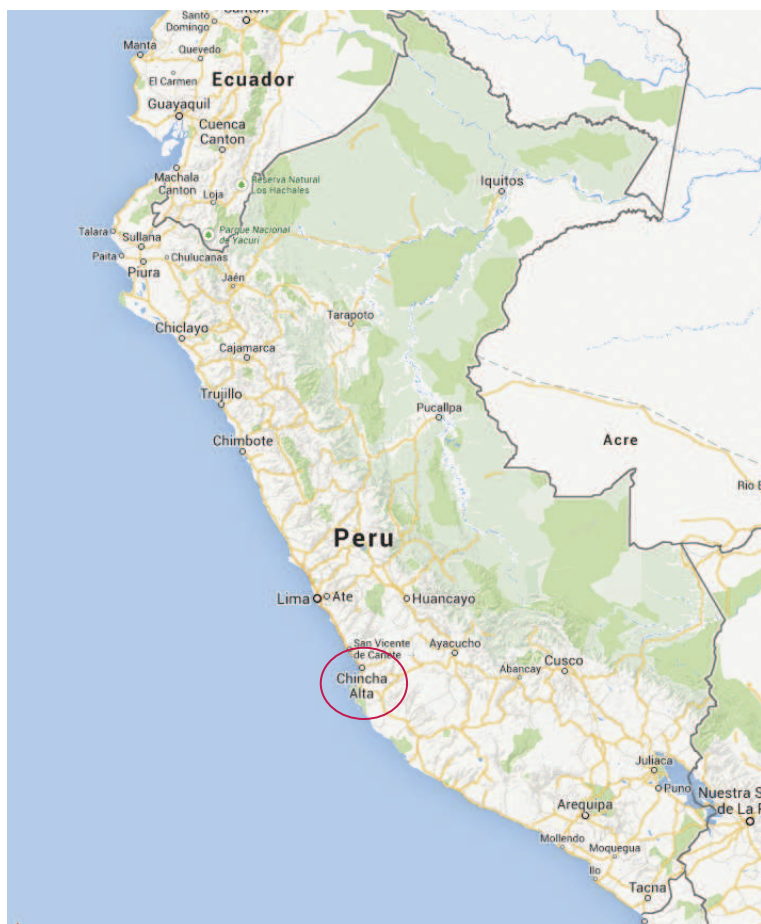 Santo
Domingo
Manta
Quevedo
El Carmen
Ecuador
Guayaquil
Cuenca
Canton
Machala
Canton
Loja
Reserva Natural
Los Hachales
Iquitos
Parque Nacional
de Yacuri
Talara
Sullana
Paita
Chulucanas
Piura
Jaén
Tarapoto
Chiclayo
Cajamarca
Trujillo
Pucallpa
Chimbote
Acre
Rio
Peru
Lima
Ate
Huancayo
San Vicente
de Cañete
Ayacucho
Chincha
Alta
Abancay
Cusco
Juliaca
Puno
Nuestra S
de La
Arequipa
Mollendo
Moquegua
Ilo
Tacna